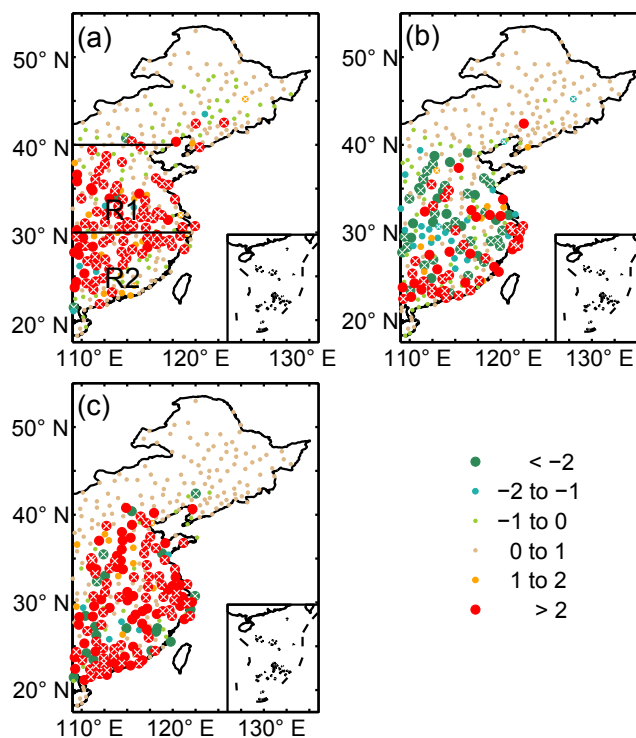 (a)
50° N
40° N
R1
30° N
R2
20° N
110° E
120° E
130° E
(b)
50° N
40° N
30° N
20° N
110° E
120° E
130° E
(c)
50° N
40° N
30° N
20° N
110° E
120° E
130° E
< −2
−2 to −1
−1 to 0
0 to 1
1 to 2
> 2